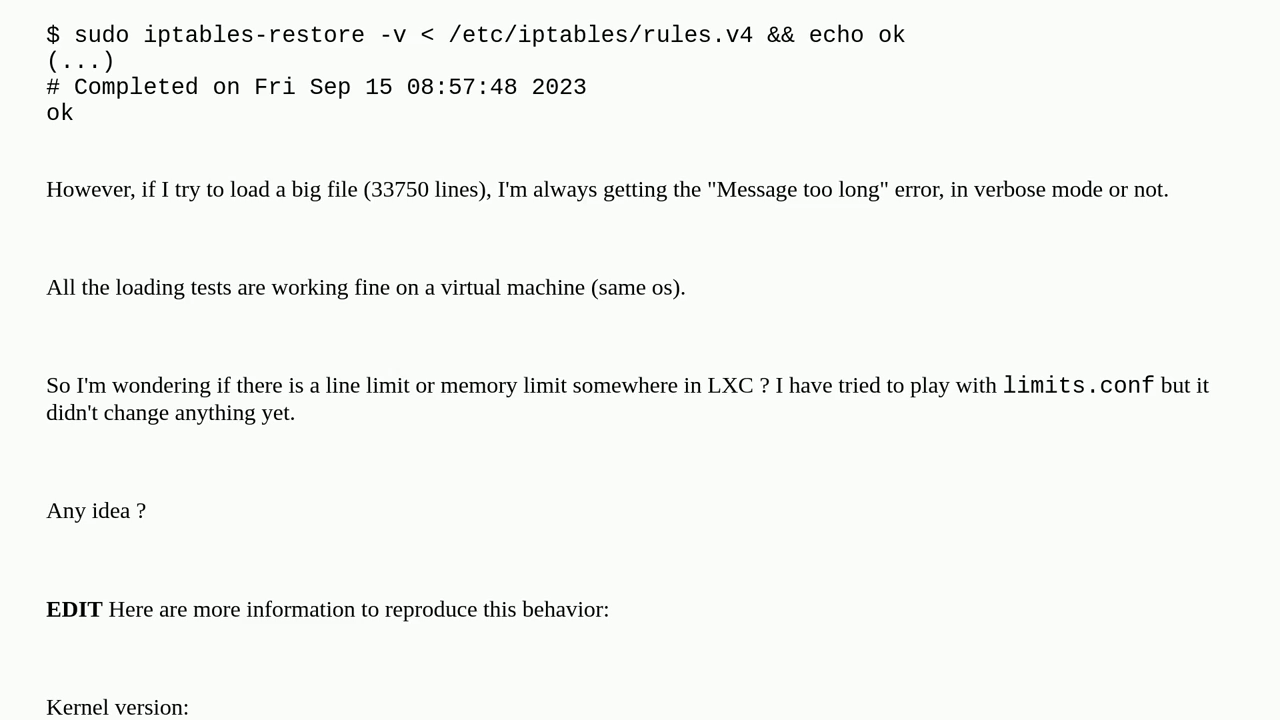 $ sudo iptables-restore -v < /etc/iptables/rules.v4 && echo ok
(...)
# Completed on Fri Sep 15 08:57:48 2023
ok
However, if I try to load a big file (33750 lines), I'm always getting the "Message too long" error, in verbose mode or not.
All the loading tests are working fine on a virtual machine (same os).
So I'm wondering if there is a line limit or memory limit somewhere in LXC ? I have tried to play with limits.conf but it
didn't change anything yet.
Any idea ?
EDIT Here are more information to reproduce this behavior:
Kernel version: